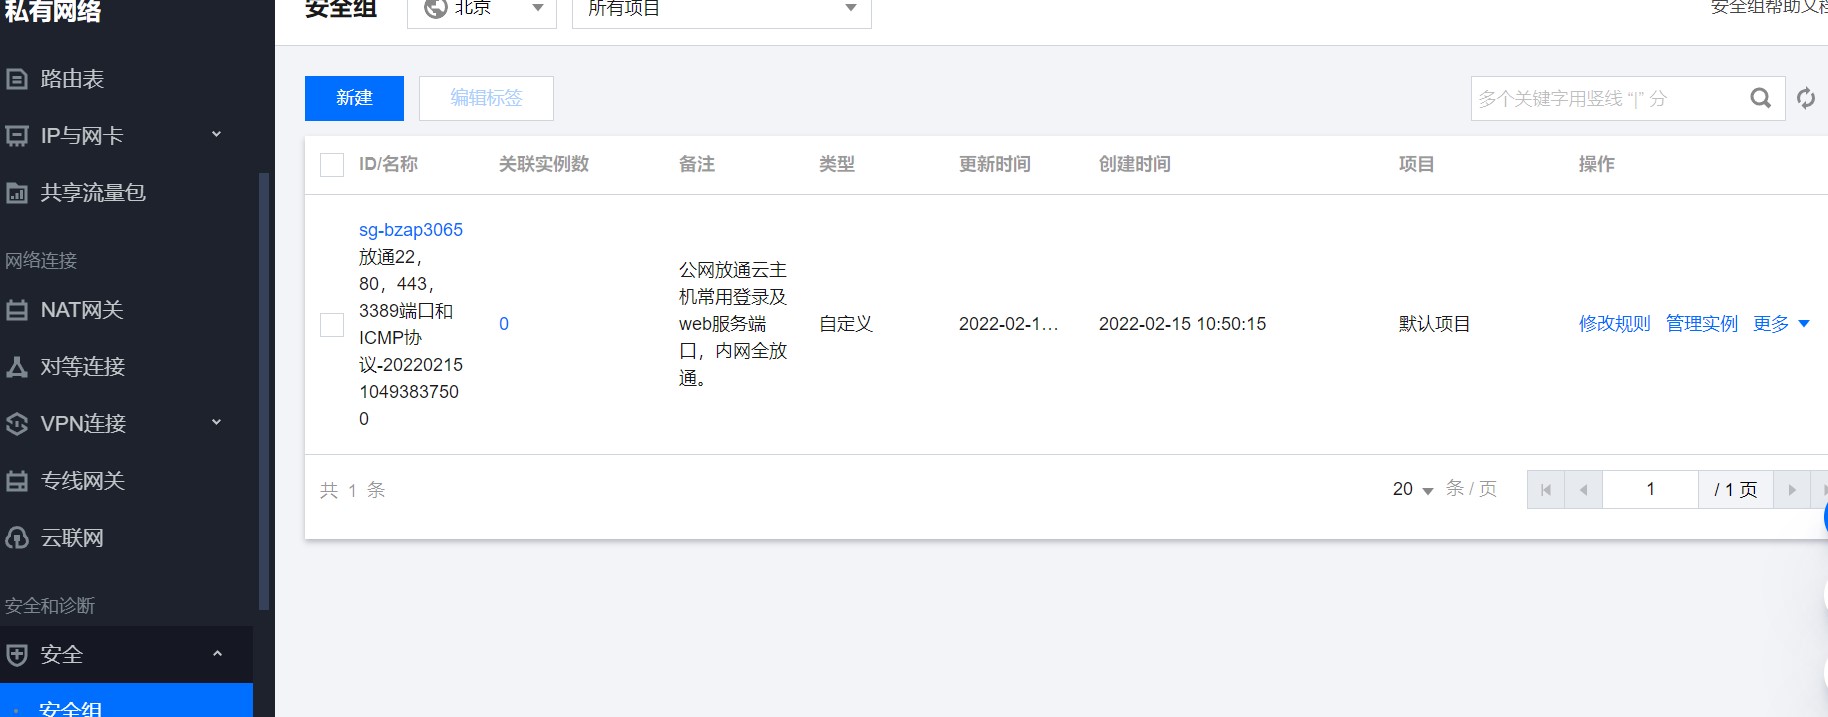 私有网络
路由表
IP与网卡
共享流量包
网络连接
NAT网关
对等连接
VPN连接
专线网关
云联网
安全和诊断
安全
安全组
安全组
北京
所有项目
安全组帮助文档
新建
编辑标签
多个关键字用竖线 “|” 分
ID/名称 关联实例数 备注 类型 更新时间 创建时间 项目 操作
sg-bzap3065
放通22，
80，443，
3389端口和
ICMP协
议-20220215
1049383750
0
0
公网放通云主
机常用登录及
web服务端
口，内网全放
通。
自定义
2022-02-1...
2022-02-15 10:50:15
默认项目
修改规则 管理实例 更多
共 1 条
20 条 / 页
1
/ 1 页